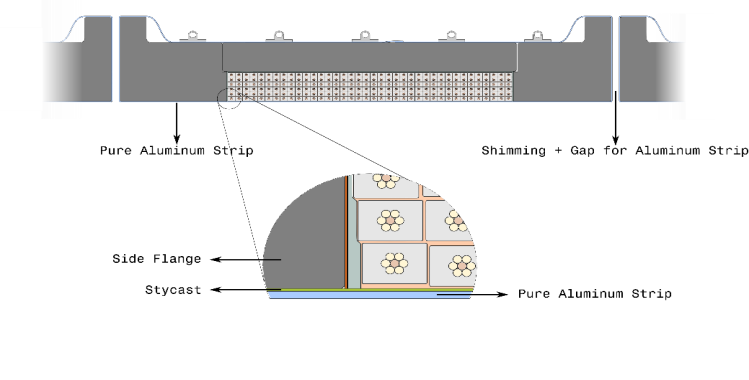 Pure Aluminum Strip
Shimming + Gap for Aluminum Strip
Side Flange
Stycast
Pure Aluminum Strip